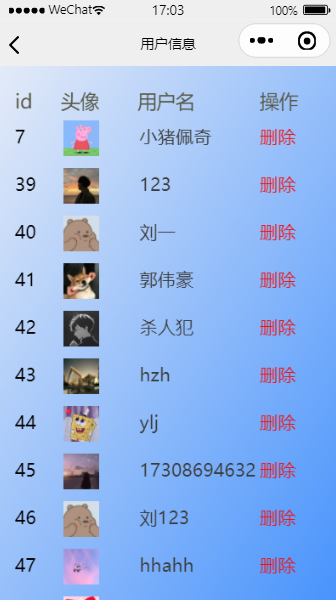 WeChat 17:03 100%
用户信息
id 头像 用户名 操作
7 小猪佩奇 删除
39 123 删除
40 刘一 删除
41 郭伟豪 删除
42 杀人犯 删除
43 hzh 删除
44 ylj 删除
45 17308694632 删除
46 刘123 删除
47 hhahh 删除